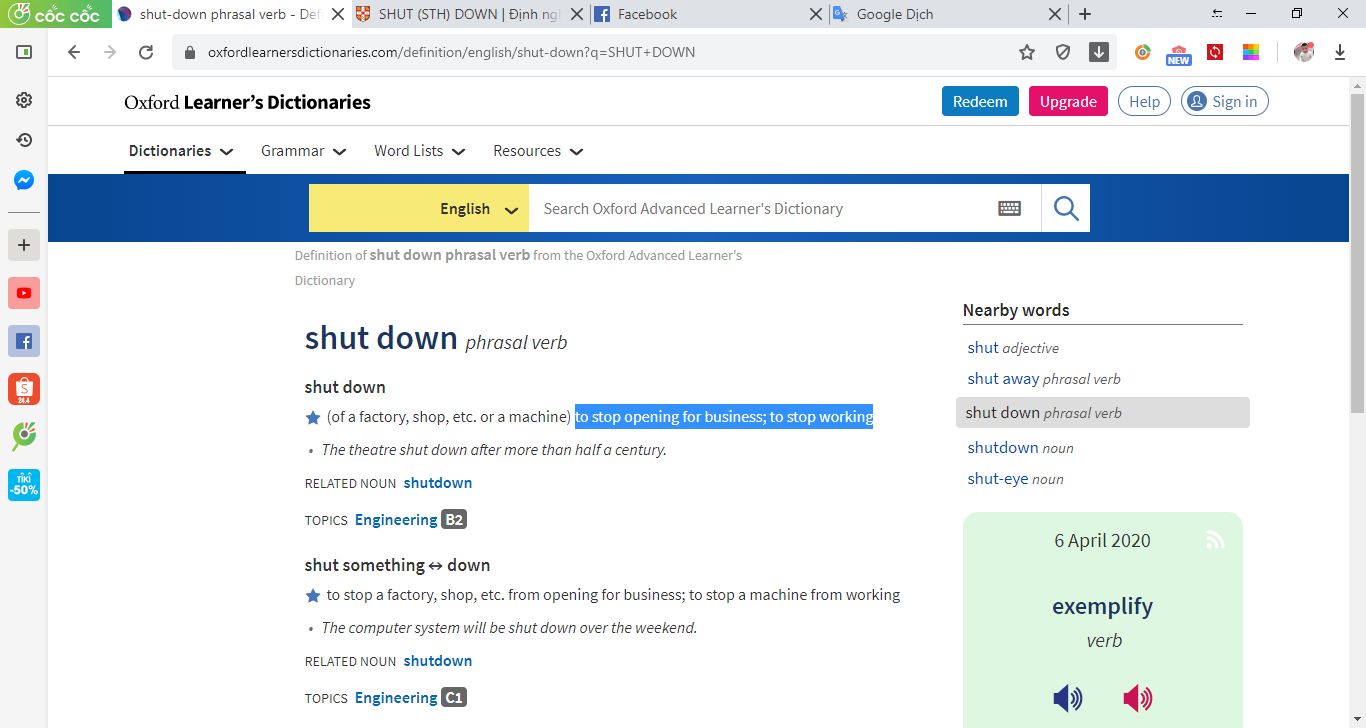 cốc cốc
shut-down phrasal verb - Defi
SHUT (STH) DOWN | Định ngh
Facebook
Google Dịch
oxfordlearnersdictionaries.com/definition/english/shut-down?q=SHUT+DOWN
NEW
Oxford Learner's Dictionaries
Redeem
Upgrade
Help
Sign in
Dictionaries
Grammar
Word Lists
Resources
English
Search Oxford Advanced Learner's Dictionary
Definition of shut down phrasal verb from the Oxford Advanced Learner's
Dictionary
shut down phrasal verb
shut down
(of a factory, shop, etc. or a machine) to stop opening for business; to stop working
• The theatre shut down after more than half a century.
RELATED NOUN shutdown
TOPICS Engineering B2
shut something ↔ down
to stop a factory, shop, etc. from opening for business; to stop a machine from working
• The computer system will be shut down over the weekend.
RELATED NOUN shutdown
TOPICS Engineering C1
Nearby words
shut adjective
shut away phrasal verb
shut down phrasal verb
shutdown noun
shut-eye noun
6 April 2020
exemplify
verb
S
24.4
TIKI
-50%